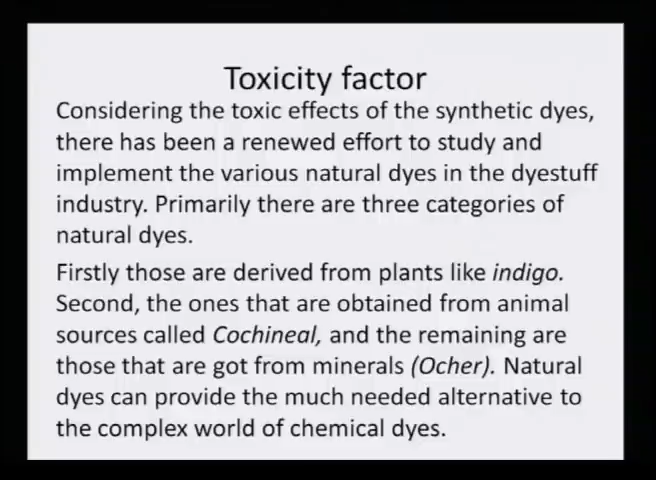 Toxicity factor
Considering the toxic effects of the synthetic dyes,
there has been a renewed effort to study and
implement the various natural dyes in the dyestuff
industry. Primarily there are three categories of
natural dyes.
Firstly those are derived from plants like indigo.
Second, the ones that are obtained from animal
sources called Cochineal, and the remaining are
those that are got from minerals (Ocher). Natural
dyes can provide the much needed alternative to
the complex world of chemical dyes.